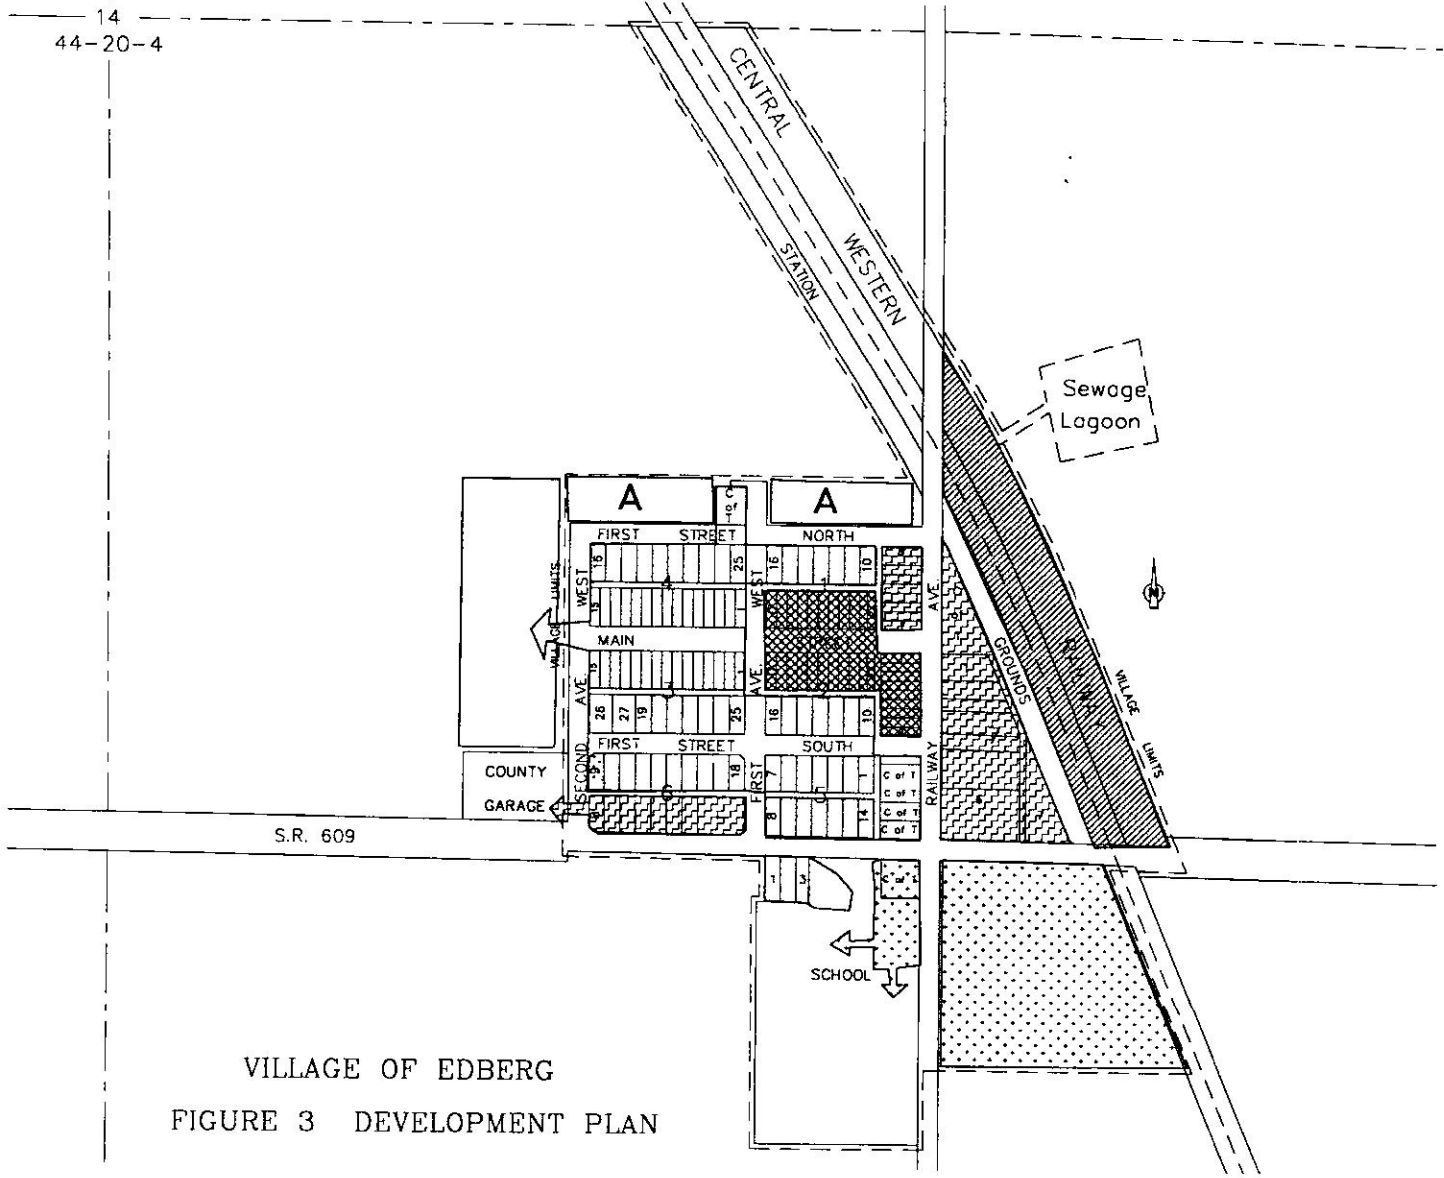 14
44-20-4
CENTRAL
WESTERN
STATION
Sewage
Lagoon
A
A
C of T
FIRST STREET NORTH
16
25
16
10
4
1
WEST
WEST
AVE.
VILLAGE LIMITS
15
MAIN
GROUNDS
RAILWAY
VILLAGE LIMITS
15
1
3
2
AVE.
AVE.
26
27
19
25
16
10
FIRST STREET SOUTH
COUNTY
GARAGE
SECOND
18
FIRST
7
1
6
5
8
14
C of T
C of T
C of T
C of T
RAILWAY
S.R. 609
1
3
C of T
SCHOOL
VILLAGE OF EDBERG
FIGURE 3 DEVELOPMENT PLAN
N